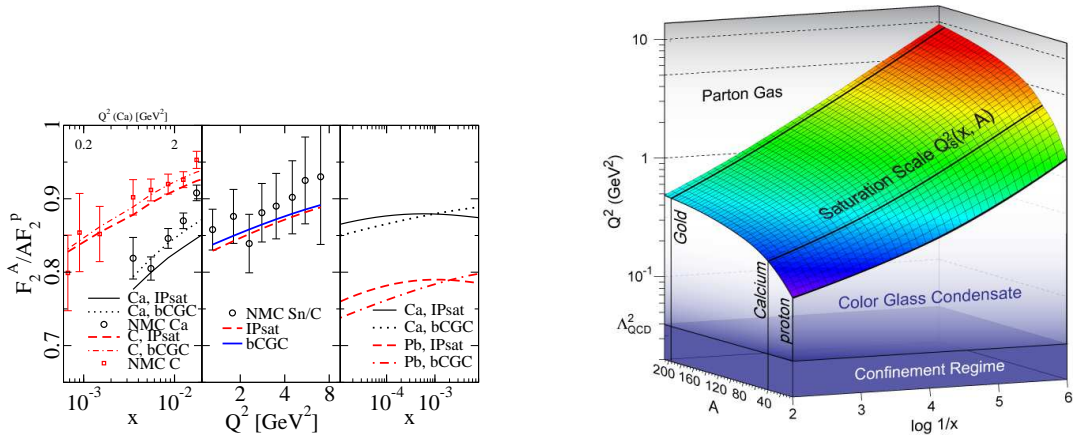 Q² (Ca) [GeV²]
0.2 2
1
0.9
0.8
0.7
F₂ᴬ/AF₂ᵖ
Ca, IPsat
Ca, bCGC
NMC Ca
C, IPsat
C, bCGC
NMC C
10⁻³ 10⁻²
x
NMC Sn/C
IPsat
bCGC
2 4 6 8
Q² [GeV²]
Ca, IPsat
Ca, bCGC
Pb, IPsat
Pb, bCGC
10⁻⁴ 10⁻³
x
10
1
10⁻¹
Λ²QCD
Q² (GeV²)
Parton Gas
Saturation Scale Q²s(x, A)
Gold
Calcium
proton
Color Glass Condensate
Confinement Regime
200 160 120 80 40
A
2 3 4 5 6
log 1/x